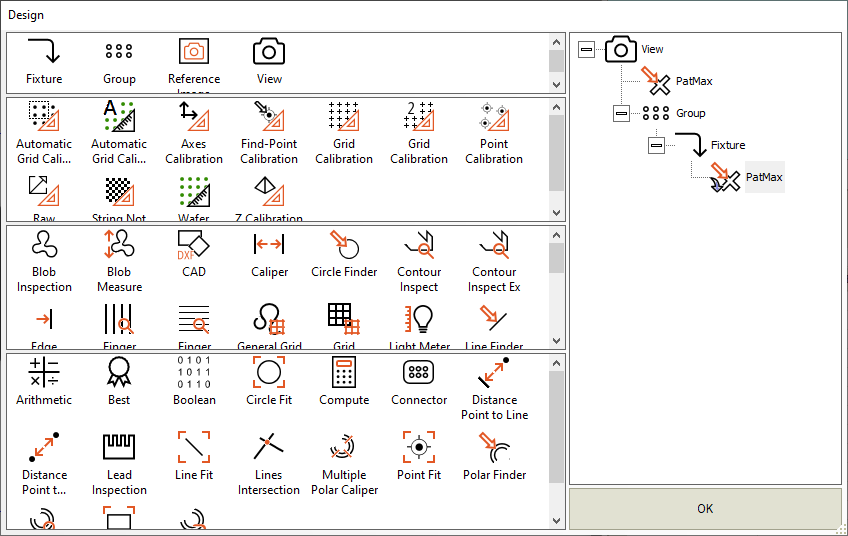 Design
Fixture
Group
Reference
Image
View
Automatic
Grid Cali...
Automatic
Grid Cali...
Axes
Calibration
Find-Point
Calibration
Grid
Calibration
Grid
Calibration
Point
Calibration
Raw
String Not
Wafer
Z Calibration
Blob
Inspection
Blob
Measure
CAD
Caliper
Circle Finder
Contour
Inspect
Contour
Inspect Ex
Edge
Finger
Finger
General Grid
Grid
Light Meter
Line Finder
Arithmetic
Best
Boolean
Circle Fit
Compute
Connector
Distance
Point to Line
Distance
Point t...
Lead
Inspection
Line Fit
Lines
Intersection
Multiple
Polar Caliper
Point Fit
Polar Finder
View
PatMax
Group
Fixture
PatMax
OK